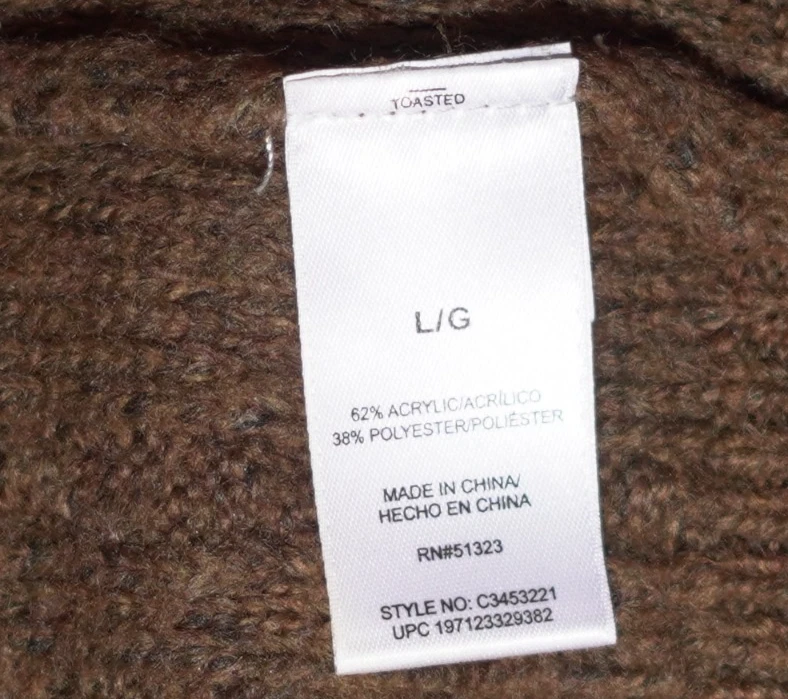 TOASTED
L/G
62% ACRYLIC/ACRÍLICO
38% POLYESTER/POLIÉSTER
MADE IN CHINA/
HECHO EN CHINA
RN#51323
STYLE NO: C3453221
UPC 197123329382